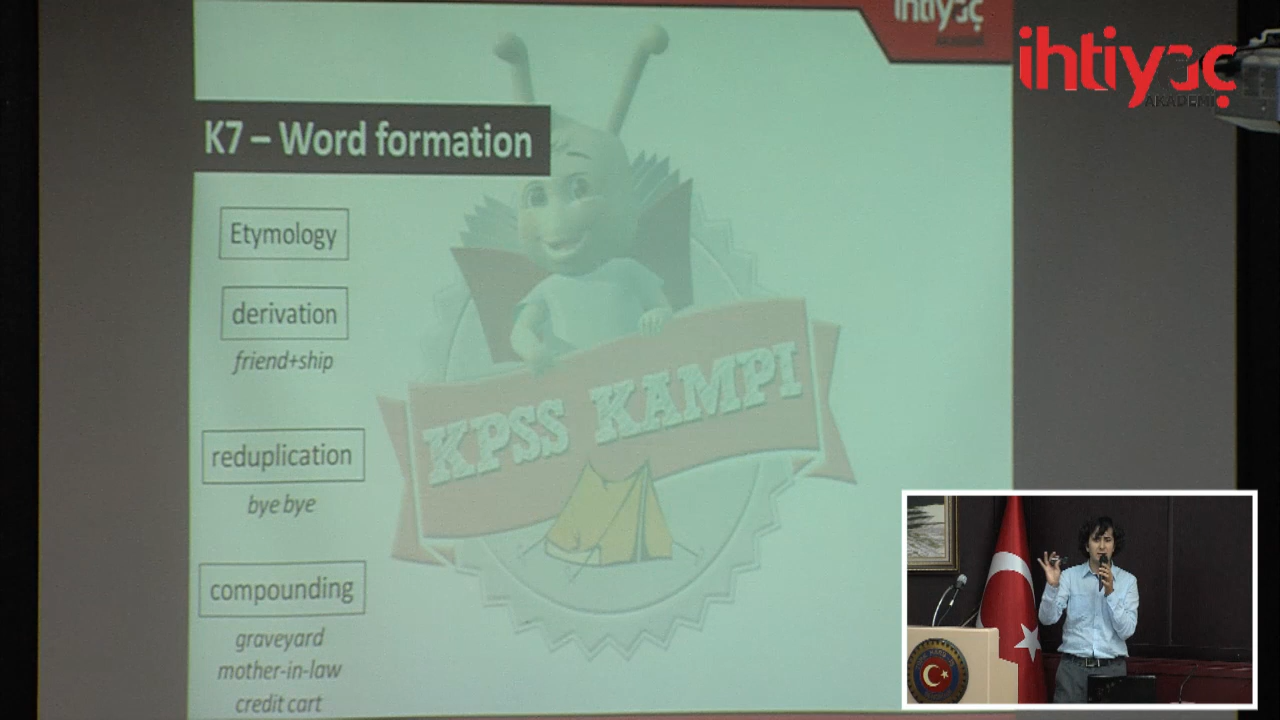 ihtiyaç
ihtiyaç
AKADEMİ
K7 – Word formation
Etymology
derivation
friend+ship
KPSS KAMPI
reduplication
bye bye
compounding
graveyard
mother-in-law
credit cart